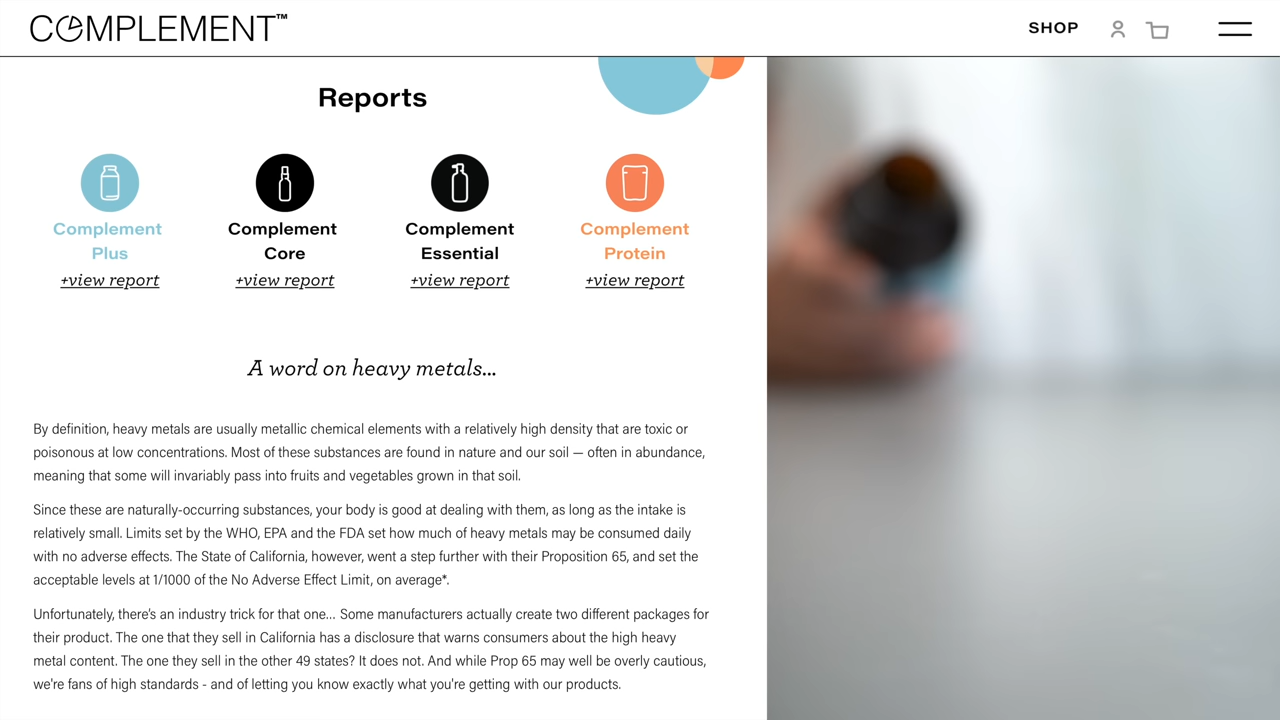 COMPLEMENT™
SHOP
Reports
Complement
Plus
+view report
Complement
Core
+view report
Complement
Essential
+view report
Complement
Protein
+view report
A word on heavy metals...
By definition, heavy metals are usually metallic chemical elements with a relatively high density that are toxic or
poisonous at low concentrations. Most of these substances are found in nature and our soil — often in abundance,
meaning that some will invariably pass into fruits and vegetables grown in that soil.
Since these are naturally-occurring substances, your body is good at dealing with them, as long as the intake is
relatively small. Limits set by the WHO, EPA and the FDA set how much of heavy metals may be consumed daily
with no adverse effects. The State of California, however, went a step further with their Proposition 65, and set the
acceptable levels at 1/1000 of the No Adverse Effect Limit, on average*.
Unfortunately, there's an industry trick for that one... Some manufacturers actually create two different packages for
their product. The one that they sell in California has a disclosure that warns consumers about the high heavy
metal content. The one they sell in the other 49 states? It does not. And while Prop 65 may well be overly cautious,
we're fans of high standards - and of letting you know exactly what you're getting with our products.